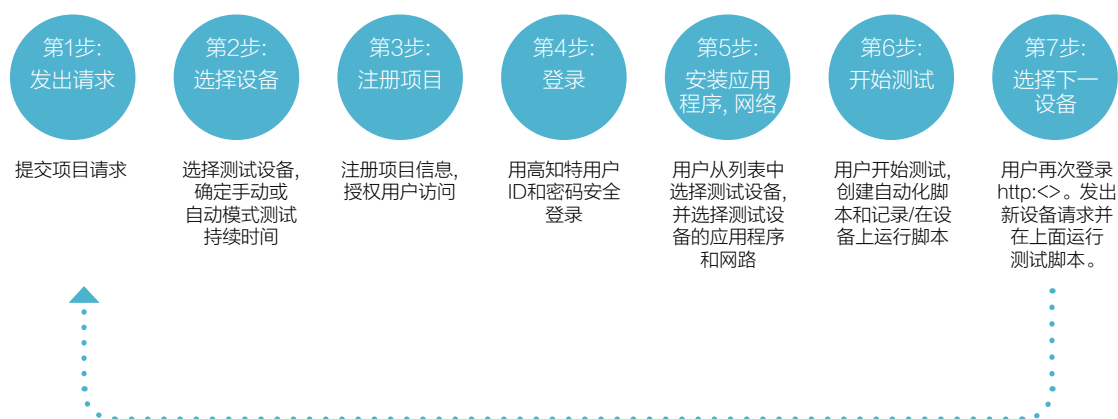 第1步:
发出请求
提交项目请求
第2步:
选择设备
选择测试设备,
确定手动或
自动模式测试
持续时间
第3步:
注册项目
注册项目信息,
授权用户访问
第4步:
登录
用高知特用户
ID和密码安全
登录
第5步:
安装应用
程序, 网络
用户从列表中
选择测试设备,
并选择测试设
备的应用程序
和网路
第6步:
开始测试
用户开始测试,
创建自动化脚
本和记录/在设
备上运行脚本
第7步:
选择下一
设备
用户再次登录
http:<>。发出
新设备请求并
在上面运行
测试脚本。